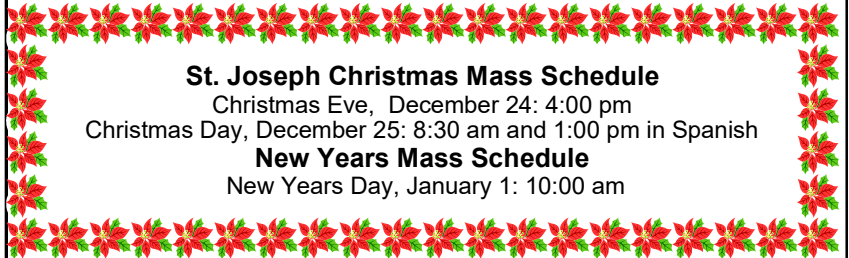 St. Joseph Christmas Mass Schedule
Christmas Eve,  December 24: 4:00 pm
Christmas Day, December 25: 8:30 am and 1:00 pm in Spanish
New Years Mass Schedule
New Years Day, January 1: 10:00 am